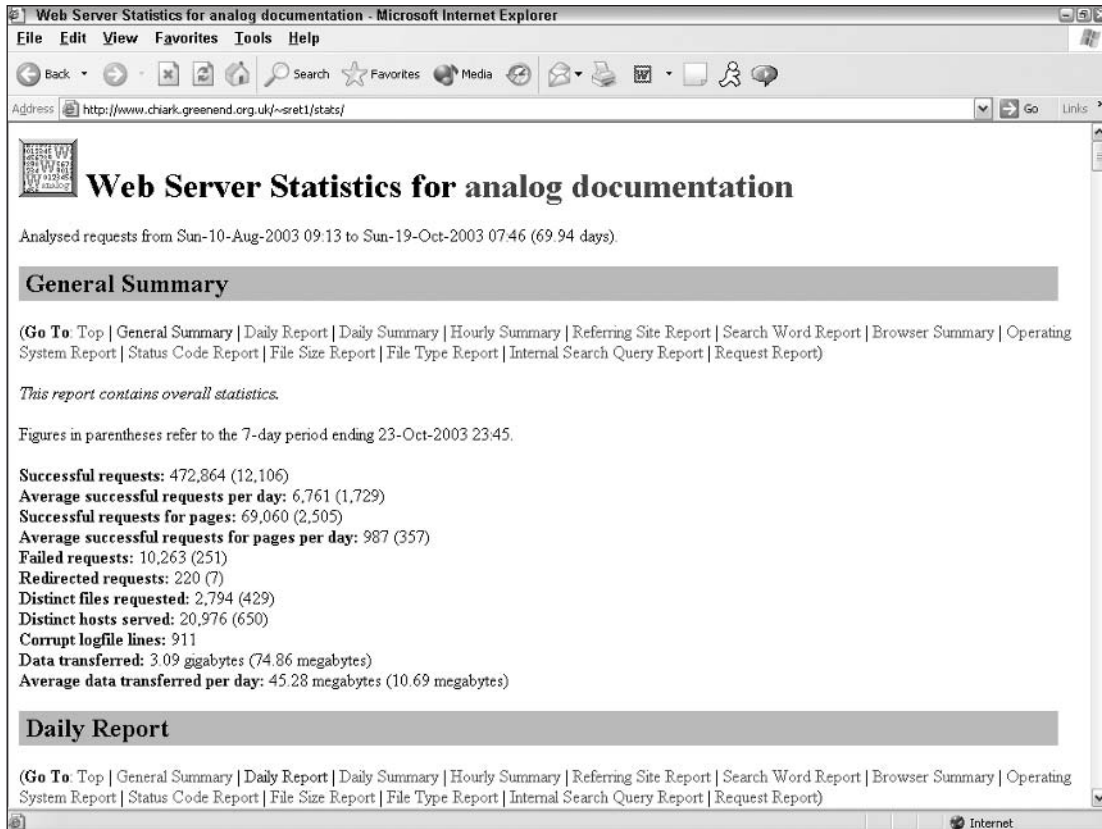 Web Server Statistics for analog documentation - Microsoft Internet Explorer
File Edit View Favorites Tools Help
Back Search Favorites Media
Address http://www.chiark.greenend.org.uk/~sret1/stats/ Go Links
Web Server Statistics for analog documentation
Analysed requests from Sun-10-Aug-2003 09:13 to Sun-19-Oct-2003 07:46 (69.94 days).
General Summary
(Go To: Top | General Summary | Daily Report | Daily Summary | Hourly Summary | Referring Site Report | Search Word Report | Browser Summary | Operating
System Report | Status Code Report | File Size Report | File Type Report | Internal Search Query Report | Request Report)
This report contains overall statistics.
Figures in parentheses refer to the 7-day period ending 23-Oct-2003 23:45.
Successful requests: 472,864 (12,106)
Average successful requests per day: 6,761 (1,729)
Successful requests for pages: 69,060 (2,505)
Average successful requests for pages per day: 987 (357)
Failed requests: 10,263 (251)
Redirected requests: 220 (7)
Distinct files requested: 2,794 (429)
Distinct hosts served: 20,976 (650)
Corrupt logfile lines: 911
Data transferred: 3.09 gigabytes (74.86 megabytes)
Average data transferred per day: 45.28 megabytes (10.69 megabytes)
Daily Report
(Go To: Top | General Summary | Daily Report | Daily Summary | Hourly Summary | Referring Site Report | Search Word Report | Browser Summary | Operating
System Report | Status Code Report | File Size Report | File Type Report | Internal Search Query Report | Request Report)
Internet